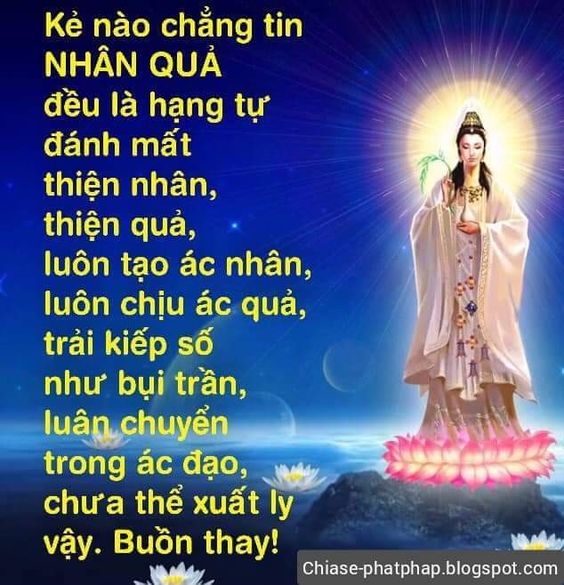 Kẻ nào chẳng tin
NHÂN QUẢ
đều là hạng tự
đánh mất
thiện nhân,
thiện quả,
luôn tạo ác nhân,
luôn chịu ác quả,
trải kiếp số
như bụi trần,
luân chuyển
trong ác đạo,
chưa thể xuất ly
vậy. Buồn thay!
Chiase-phatphap.blogspot.com